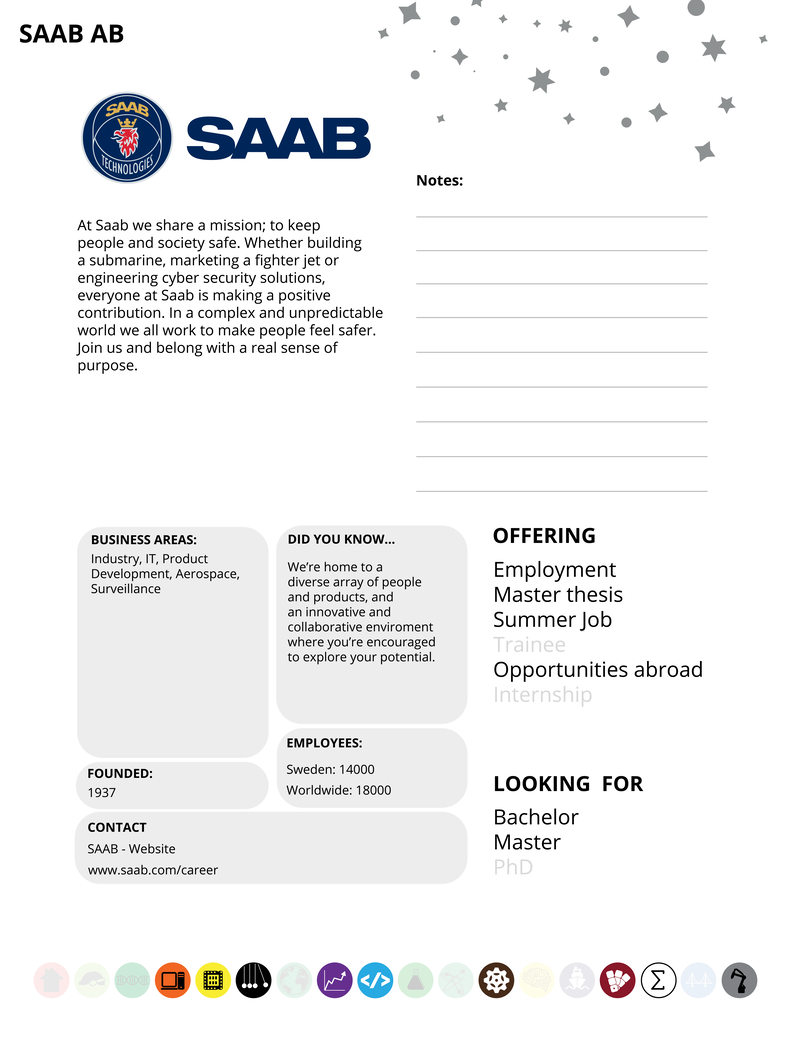 SAAB AB
SAAB
TECHNOLOGIES
SAAB
At Saab we share a mission; to keep
people and society safe. Whether building
a submarine, marketing a fighter jet or
engineering cyber security solutions,
everyone at Saab is making a positive
contribution. In a complex and unpredictable
world we all work to make people feel safer.
Join us and belong with a real sense of
purpose.
Notes:
BUSINESS AREAS:
Industry, IT, Product
Development, Aerospace,
Surveillance
DID YOU KNOW...
We’re home to a
diverse array of people
and products, and
an innovative and
collaborative enviroment
where you’re encouraged
to explore your potential.
EMPLOYEES:
Sweden: 14000
Worldwide: 18000
FOUNDED:
1937
CONTACT
SAAB - Website
www.saab.com/career
OFFERING
Employment
Master thesis
Summer Job
Trainee
Opportunities abroad
Internship
LOOKING FOR
Bachelor
Master
PhD